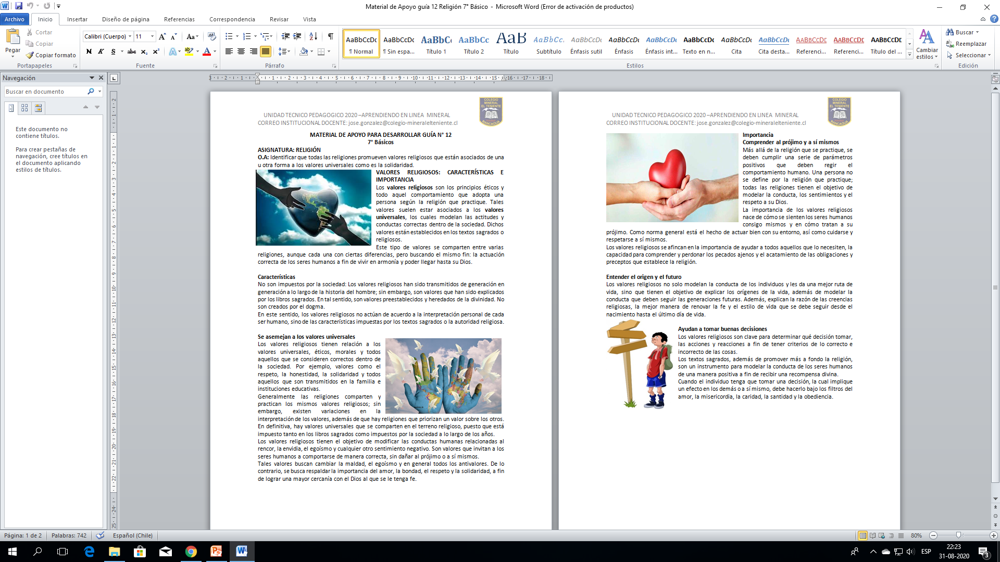 Material de Apoyo guía 12 Religión 7° Básico - Microsoft Word (Error de activación de productos)
Archivo Inicio Insertar Diseño de página Referencias Correspondencia Revisar Vista
Pegar
Cortar
Copiar
Copiar formato
Portapapeles
Calibri (Cuerpo) 11
N K S abc x₂ x²
Fuente
Párrafo
AaBbCcDc AaBbCcDc AaBbC AaBbCc AaB AaBbCc. AaBbCcDc AaBbCcDc AaBbCcDc AaBbCcDc AaBbCcDc AaBbCcDc AABBCCDE AABBCCDE AABBCCDE
¶ Normal ¶ Sin espa... Título 1 Título 2 Título Subtítulo Énfasis sutil Énfasis Énfasis int... Texto en n... Cita Cita desta... Referenci... Referenci... Título del ...
Estilos
Cambiar estilos
Buscar
Reemplazar
Seleccionar
Edición
Navegación
Buscar en documento
Este documento no
contiene títulos.
Para crear pestañas de
navegación, cree títulos en
el documento aplicando
estilos de títulos.
UNIDAD TECNICO PEDAGOGICO 2020 –APRENDIENDO EN LINEA MINERAL
CORREO INSTITUCIONAL DOCENTE: jose.gonzalez@colegio-mineralelteniente.cl
COLEGIO
MINERAL
EL TENIENTE
RANCAGUA
MATERIAL DE APOYO PARA DESARROLLAR GUÍA N° 12
7° Básicos
ASIGNATURA: RELIGIÓN
O.A: Identificar que todas las religiones promueven valores religiosos que están asociados de una
u otra forma a los valores universales como es la solidaridad.
VALORES RELIGIOSOS: CARACTERÍSTICAS E
IMPORTANCIA
Los valores religiosos son los principios éticos y
todo aquel comportamiento que adopta una
persona según la religión que practique. Tales
valores suelen estar asociados a los valores
universales, los cuales modelan las actitudes y
conductas correctas dentro de la sociedad. Dichos
valores están establecidos en los textos sagrados o
religiosos.
Este tipo de valores se comparten entre varias
religiones, aunque cada una con ciertas diferencias, pero buscando el mismo fin: la actuación
correcta de los seres humanos a fin de vivir en armonía y poder llegar hasta su Dios.
Características
No son impuestos por la sociedad: Los valores religiosos han sido transmitidos de generación en
generación a lo largo de la historia del hombre; sin embargo, son valores que han sido explicados
por los libros sagrados. En tal sentido, son valores preestablecidos y heredados de la divinidad. No
son creados por el dogma.
En este sentido, los valores religiosos no actúan de acuerdo a la interpretación personal de cada
ser humano, sino de las características impuestas por los textos sagrados o la autoridad religiosa.
Se asemejan a los valores universales
Los valores religiosos tienen relación a los
valores universales, éticos, morales y todos
aquellos que se consideren correctos dentro de
la sociedad. Por ejemplo, valores como el
respeto, la honestidad, la solidaridad y todos
aquellos que son transmitidos en la familia e
instituciones educativas.
Generalmente las religiones comparten y
practican los mismos valores religiosos; sin
embargo, existen variaciones en la
interpretación de los valores, además de que hay religiones que priorizan un valor sobre los otros.
En definitiva, hay valores universales que se comparten en el terreno religioso, puesto que está
impuesto tanto en los libros sagrados como impuestos por la sociedad a lo largo de los años.
Los valores religiosos tienen el objetivo de modificar las conductas humanas relacionadas al
rencor, la envidia, el egoísmo y cualquier otro sentimiento negativo. Son valores que invitan a los
seres humanos a comportarse de manera correcta, sin dañar al prójimo o a sí mismos.
Tales valores buscan cambiar la maldad, el egoísmo y en general todos los antivalores. De lo
contrario, se busca respaldar la importancia del amor, la bondad, el respeto y la solidaridad, a fin
de lograr una mayor cercanía con el Dios al que se le tenga fe.
UNIDAD TECNICO PEDAGOGICO 2020 –APRENDIENDO EN LINEA MINERAL
CORREO INSTITUCIONAL DOCENTE: jose.gonzalez@colegio-mineralelteniente.cl
COLEGIO
MINERAL
EL TENIENTE
RANCAGUA
Importancia
Comprender al prójimo y a sí mismos
Más allá de la religión que se practique, se
deben cumplir una serie de parámetros
positivos que deben regir el
comportamiento humano. Una persona no
se define por la religión que practique;
todas las religiones tienen el objetivo de
modelar la conducta, los sentimientos y el
respeto a su Dios.
La importancia de los valores religiosos
nace de cómo se sienten los seres humanos
consigo mismos y en cómo tratan a su
prójimo. Como norma general está el hecho de actuar bien con su entorno, así como cuidarse y
respetarse a sí mismos.
Los valores religiosos se afincan en la importancia de ayudar a todos aquellos que lo necesiten, la
capacidad para comprender y perdonar los pecados ajenos y el acatamiento de las obligaciones y
preceptos que establece la religión.
Entender el origen y el futuro
Los valores religiosos no solo modelan la conducta de los individuos y les da una mejor ruta de
vida, sino que tienen el objetivo de explicar los orígenes de la vida, además de modelar la
conducta que deben seguir las generaciones futuras. Además, explican la razón de las creencias
religiosas, la mejor manera de renovar la fe y el estilo de vida que se debe seguir desde el
nacimiento hasta el último día de vida.
Ayudan a tomar buenas decisiones
Los valores religiosos son clave para determinar qué decisión tomar,
las acciones y reacciones a fin de tener criterios de lo correcto e
incorrecto de las cosas.
Los textos sagrados, además de promover más a fondo la religión,
son un instrumento para modelar la conducta de los seres humanos
de una manera positiva a fin de recibir una recompensa divina.
Cuando el individuo tenga que tomar una decisión, la cual implique
un efecto en los demás o a sí mismo, debe hacerlo bajo los filtros del
amor, la misericordia, la caridad, la santidad y la obediencia.
Página: 1 de 2 Palabras: 742 Español (Chile) 80%
ESP
22:23
31-08-2020
3